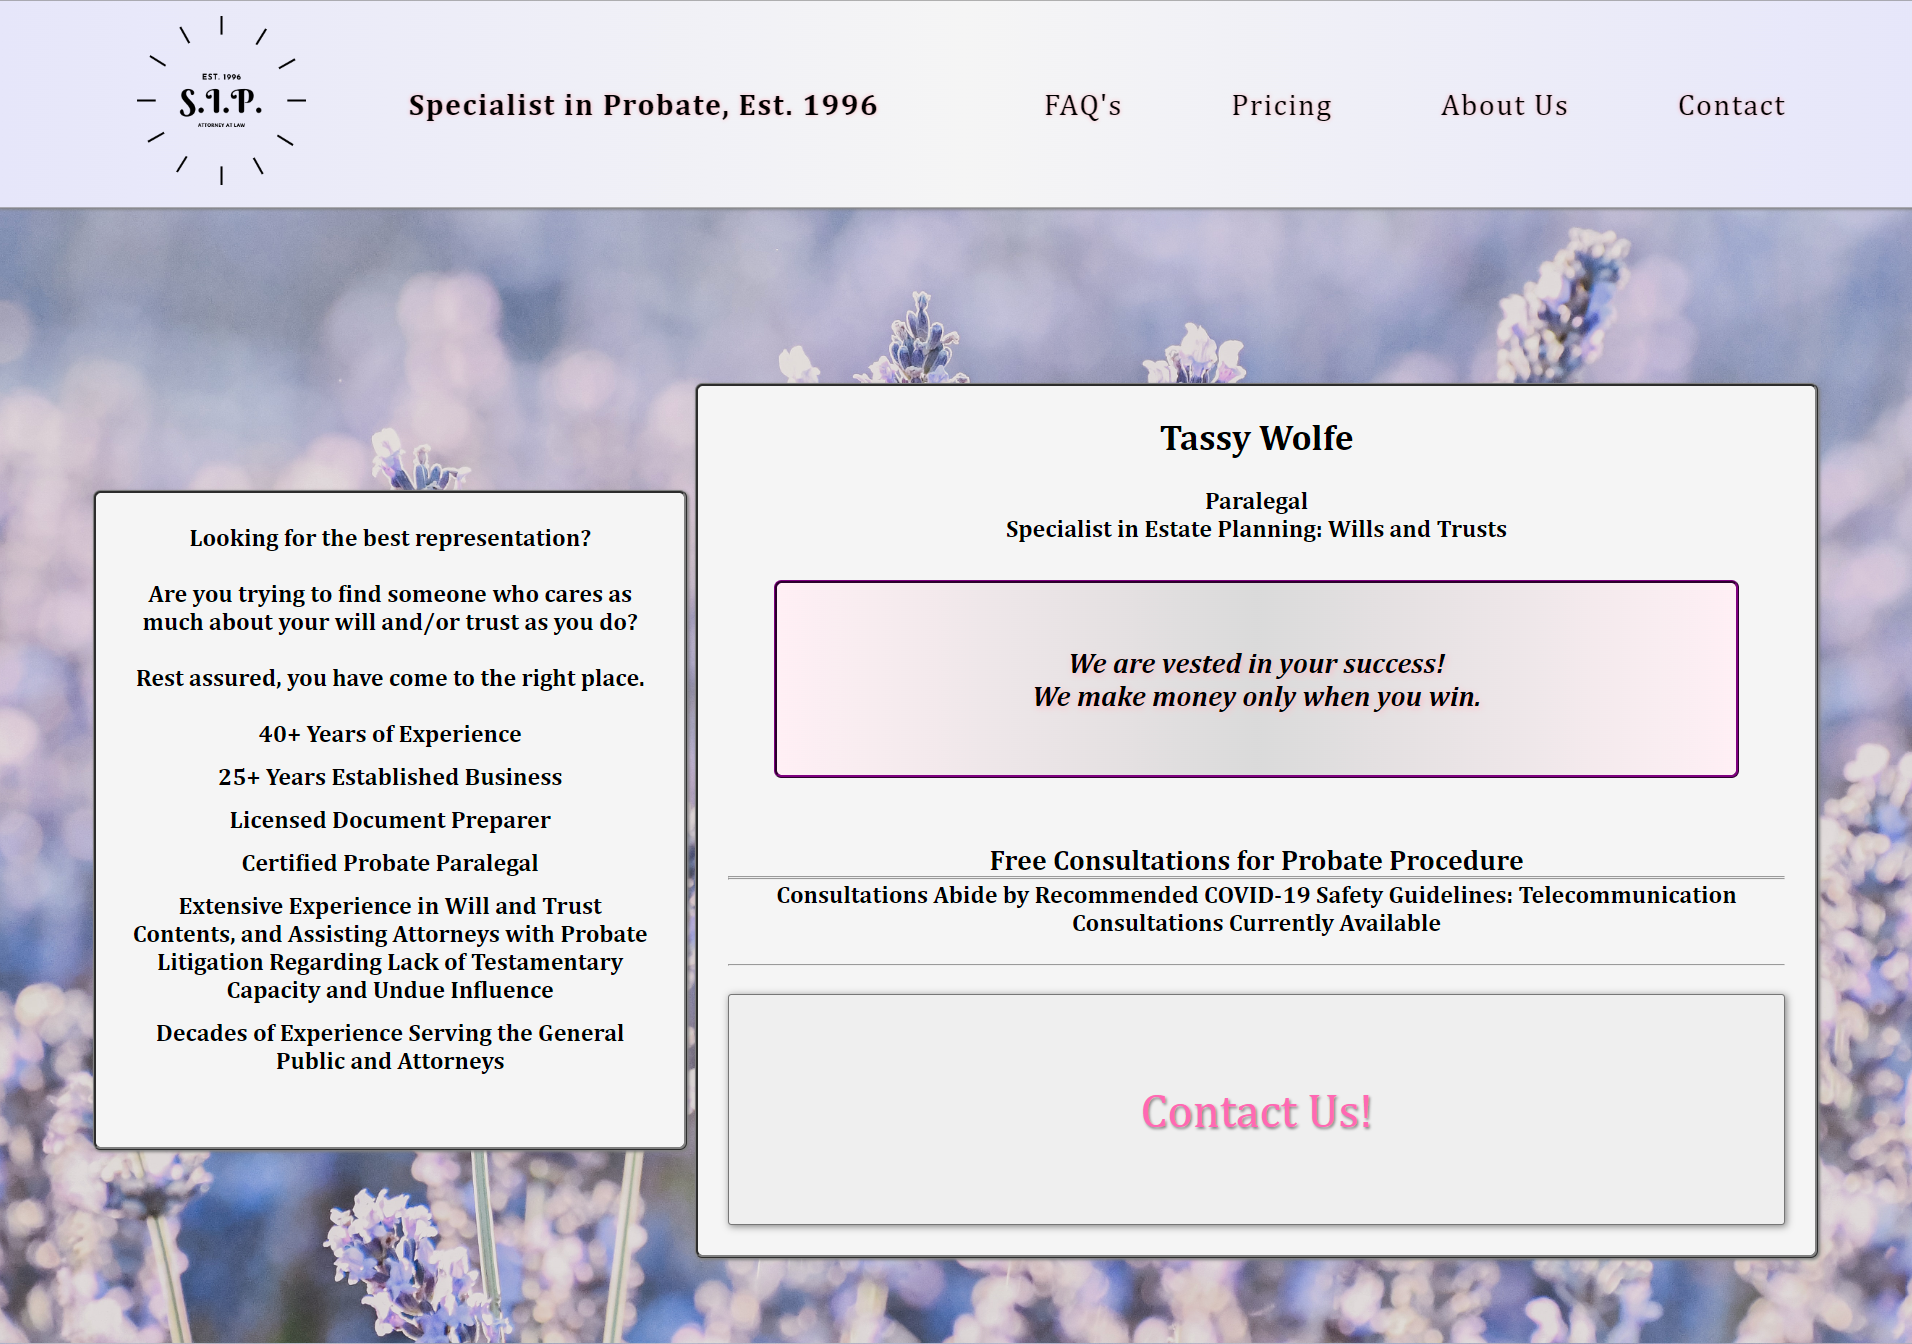 EST. 1996
S.I.P.
ATTORNEY AT LAW
Specialist in Probate, Est. 1996
FAQ's
Pricing
About Us
Contact
Looking for the best representation?
Are you trying to find someone who cares as
much about your will and/or trust as you do?
Rest assured, you have come to the right place.
40+ Years of Experience
25+ Years Established Business
Licensed Document Preparer
Certified Probate Paralegal
Extensive Experience in Will and Trust
Contents, and Assisting Attorneys with Probate
Litigation Regarding Lack of Testamentary
Capacity and Undue Influence
Decades of Experience Serving the General
Public and Attorneys
Tassy Wolfe
Paralegal
Specialist in Estate Planning: Wills and Trusts
We are vested in your success!
We make money only when you win.
Free Consultations for Probate Procedure
Consultations Abide by Recommended COVID-19 Safety Guidelines: Telecommunication
Consultations Currently Available
Contact Us!